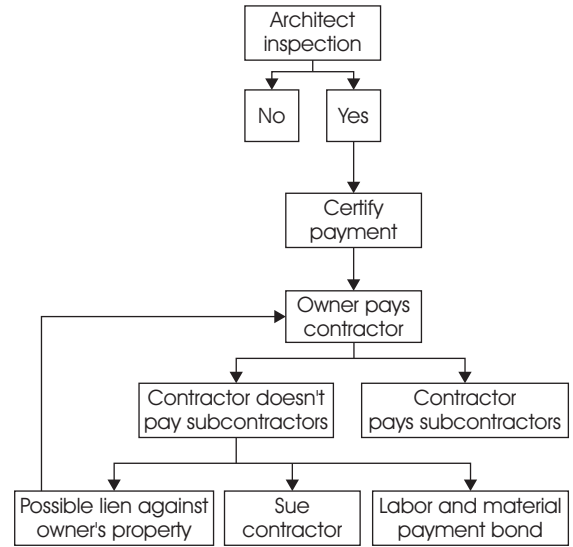 Architect
inspection
No
Yes
Certify
payment
Owner pays
contractor
Contractor doesn't
pay subcontractors
Contractor
pays subcontractors
Possible lien against
owner's property
Sue
contractor
Labor and material
payment bond